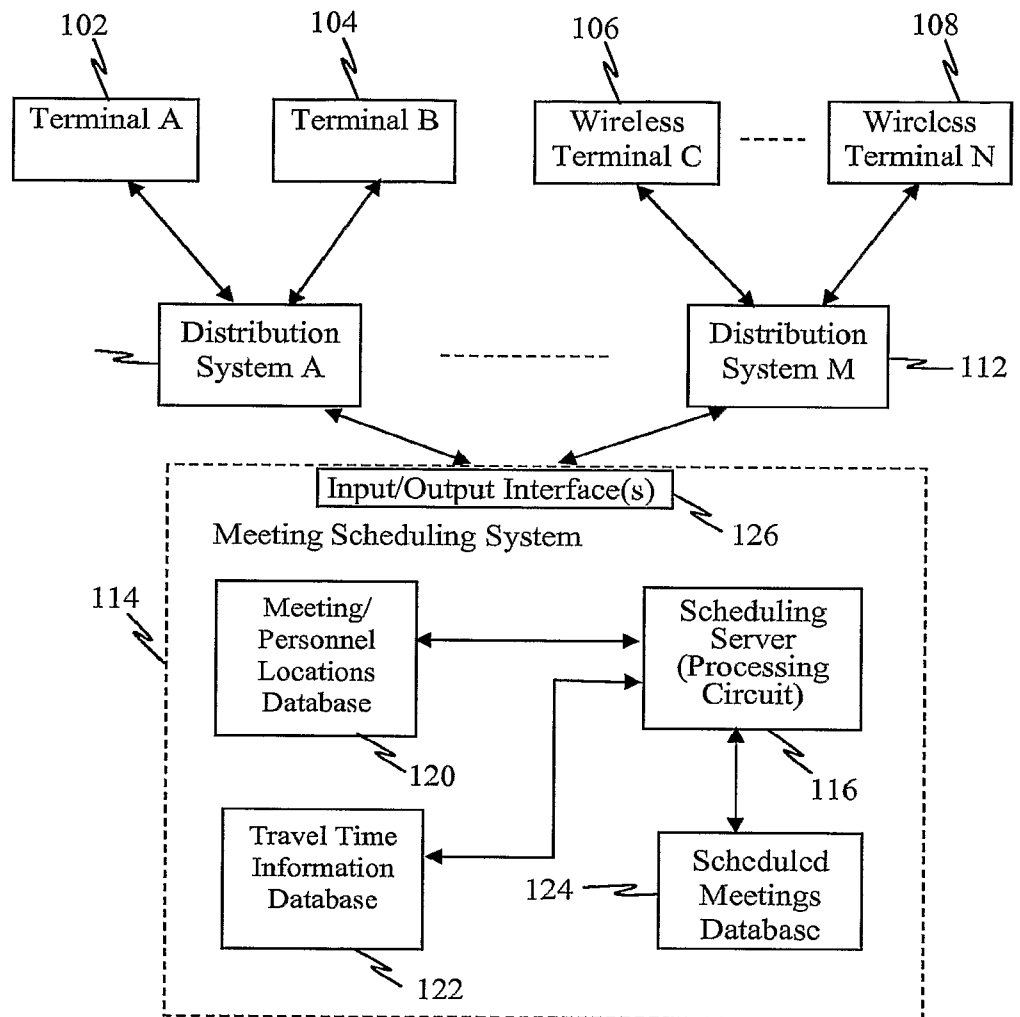 102
104
106
108
Terminal A
Terminal B
Wireless
Terminal C
Wireless
Terminal N
Distribution
System A
Distribution
System M
112
Input/Output Interface(s)
126
Meeting Scheduling System
114
Meeting/
Personnel
Locations
Database
120
Scheduling
Server
(Processing
Circuit)
116
Travel Time
Information
Database
122
124
Scheduled
Meetings
Database